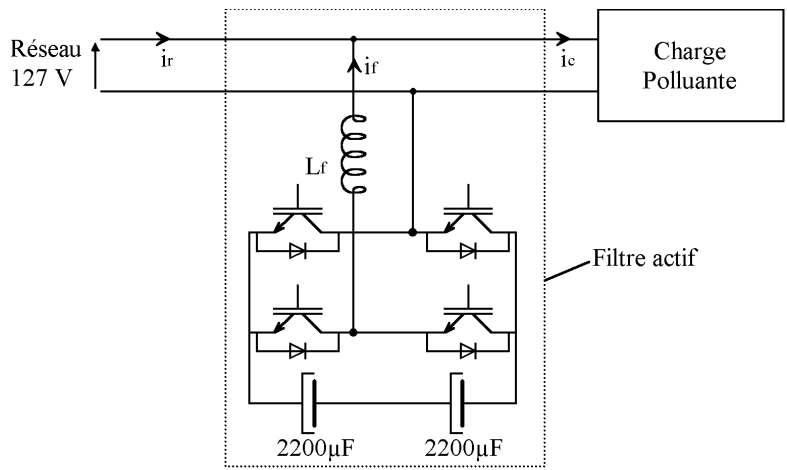 Réseau
127 V
ir
if
ic
Charge
Polluante
Lf
Filtre actif
2200µF
2200µF